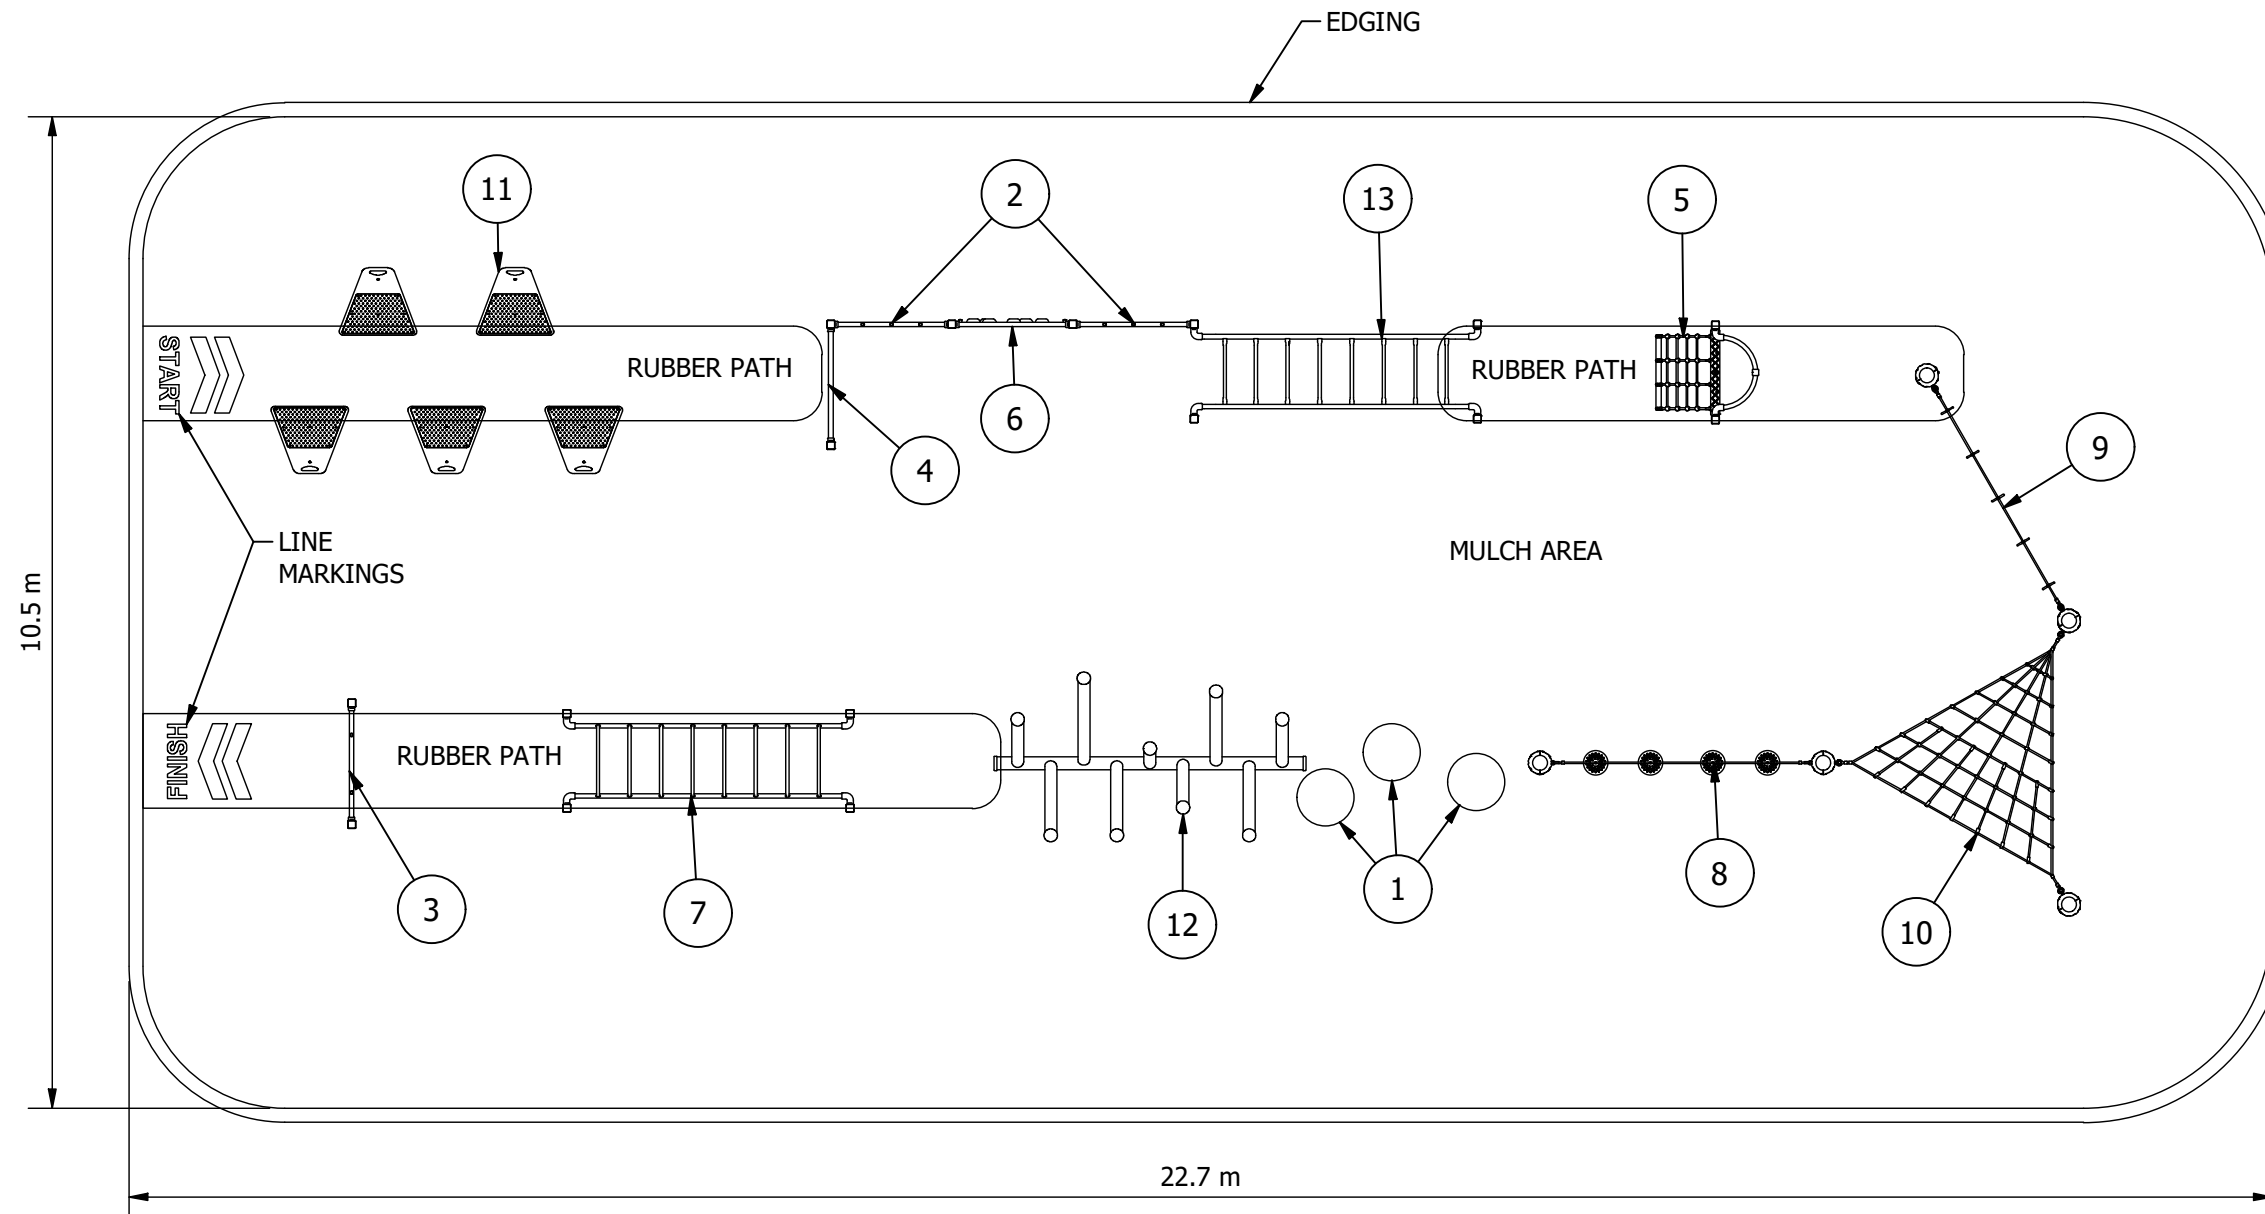 EDGING
11
2
13
5
START
RUBBER PATH
RUBBER PATH
6
4
9
LINE
MARKINGS
MULCH AREA
10.5 m
FINISH
RUBBER PATH
3
7
12
1
8
10
22.7 m